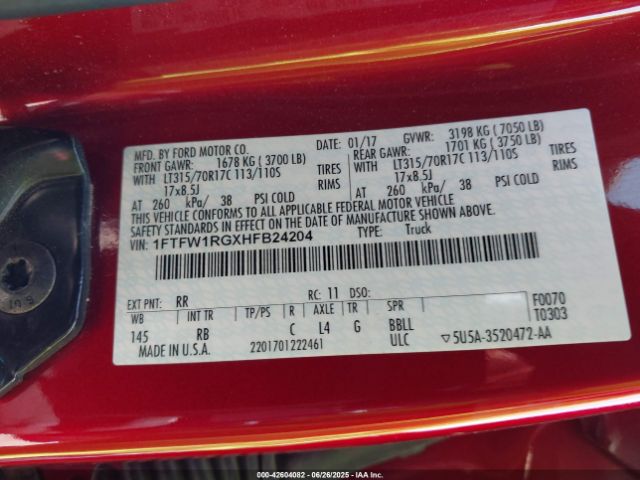 MFD. BY FORD MOTOR CO.
DATE: 01/17 GVWR: 3198 KG ( 7050 LB)
FRONT GAWR: 1678 KG ( 3700 LB) REAR GAWR: 1701 KG ( 3750 LB)
WITH LT315/70R17C 113/110S TIRES WITH LT315/70R17C 113/110S TIRES
17x8.5J RIMS 17x8.5J RIMS
AT 260 kPa/ 38 PSI COLD AT 260 kPa/ 38 PSI COLD
THIS VEHICLE CONFORMS TO ALL APPLICABLE FEDERAL MOTOR VEHICLE
SAFETY STANDARDS IN EFFECT ON THE DATE OF MANUFACTURE SHOWN ABOVE.
VIN: 1FTFW1RGXHFB24204 TYPE: Truck
EXT PNT: RR RC: 11 DSO: F0070
WB INT TR TP/PS R AXLE TR SPR T0303
145 RB C L4 G BBLL
MADE IN U.S.A. 2201701222461 ULC ▽5U5A-3520472-AA
000-42604082 | 06/26/2025 | IAA Inc.